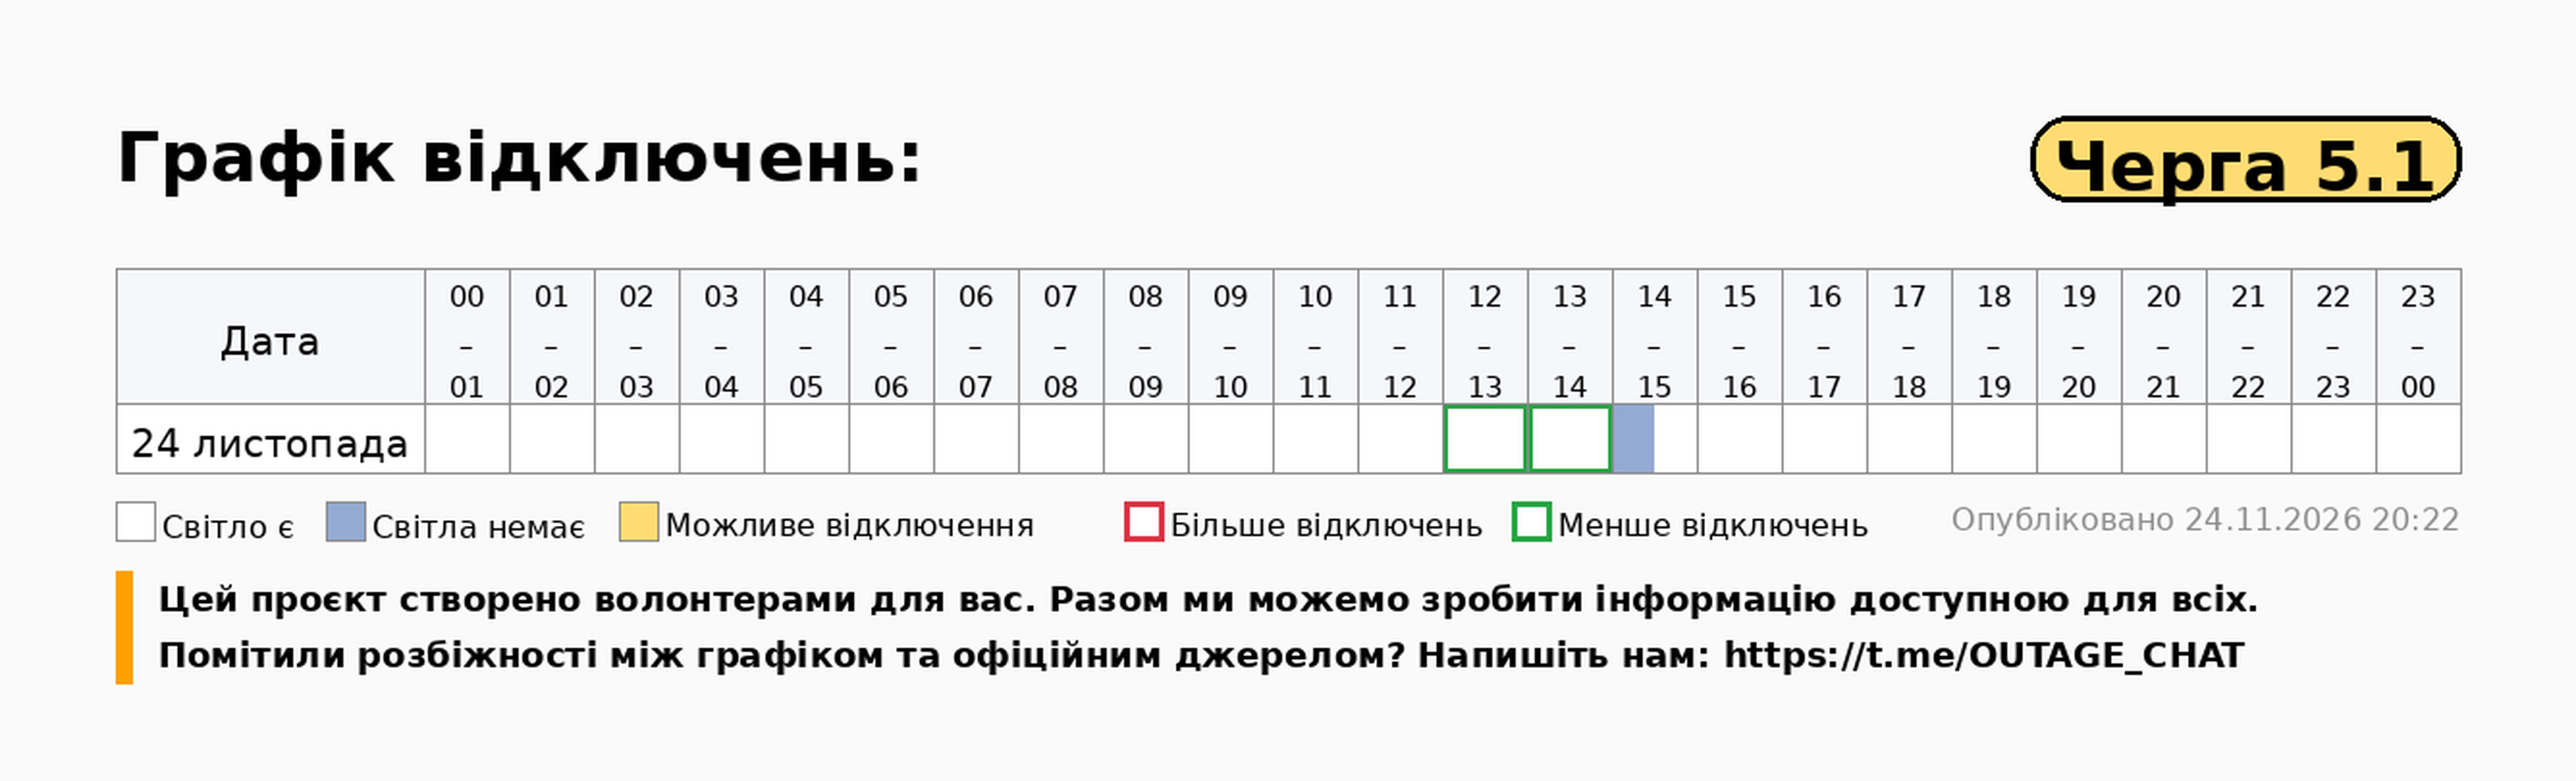 Графік відключень:
Черга 5.1
Дата
00 – 01
01 – 02
02 – 03
03 – 04
04 – 05
05 – 06
06 – 07
07 – 08
08 – 09
09 – 10
10 – 11
11 – 12
12 – 13
13 – 14
14 – 15
15 – 16
16 – 17
17 – 18
18 – 19
19 – 20
20 – 21
21 – 22
22 – 23
23 – 00
24 листопада
Світло є
Світла немає
Можливе відключення
Більше відключень
Менше відключень
Опубліковано 24.11.2026 20:22
Цей проєкт створено волонтерами для вас. Разом ми можемо зробити інформацію доступною для всіх.
Помітили розбіжності між графіком та офіційним джерелом? Напишіть нам: https://t.me/OUTAGE_CHAT